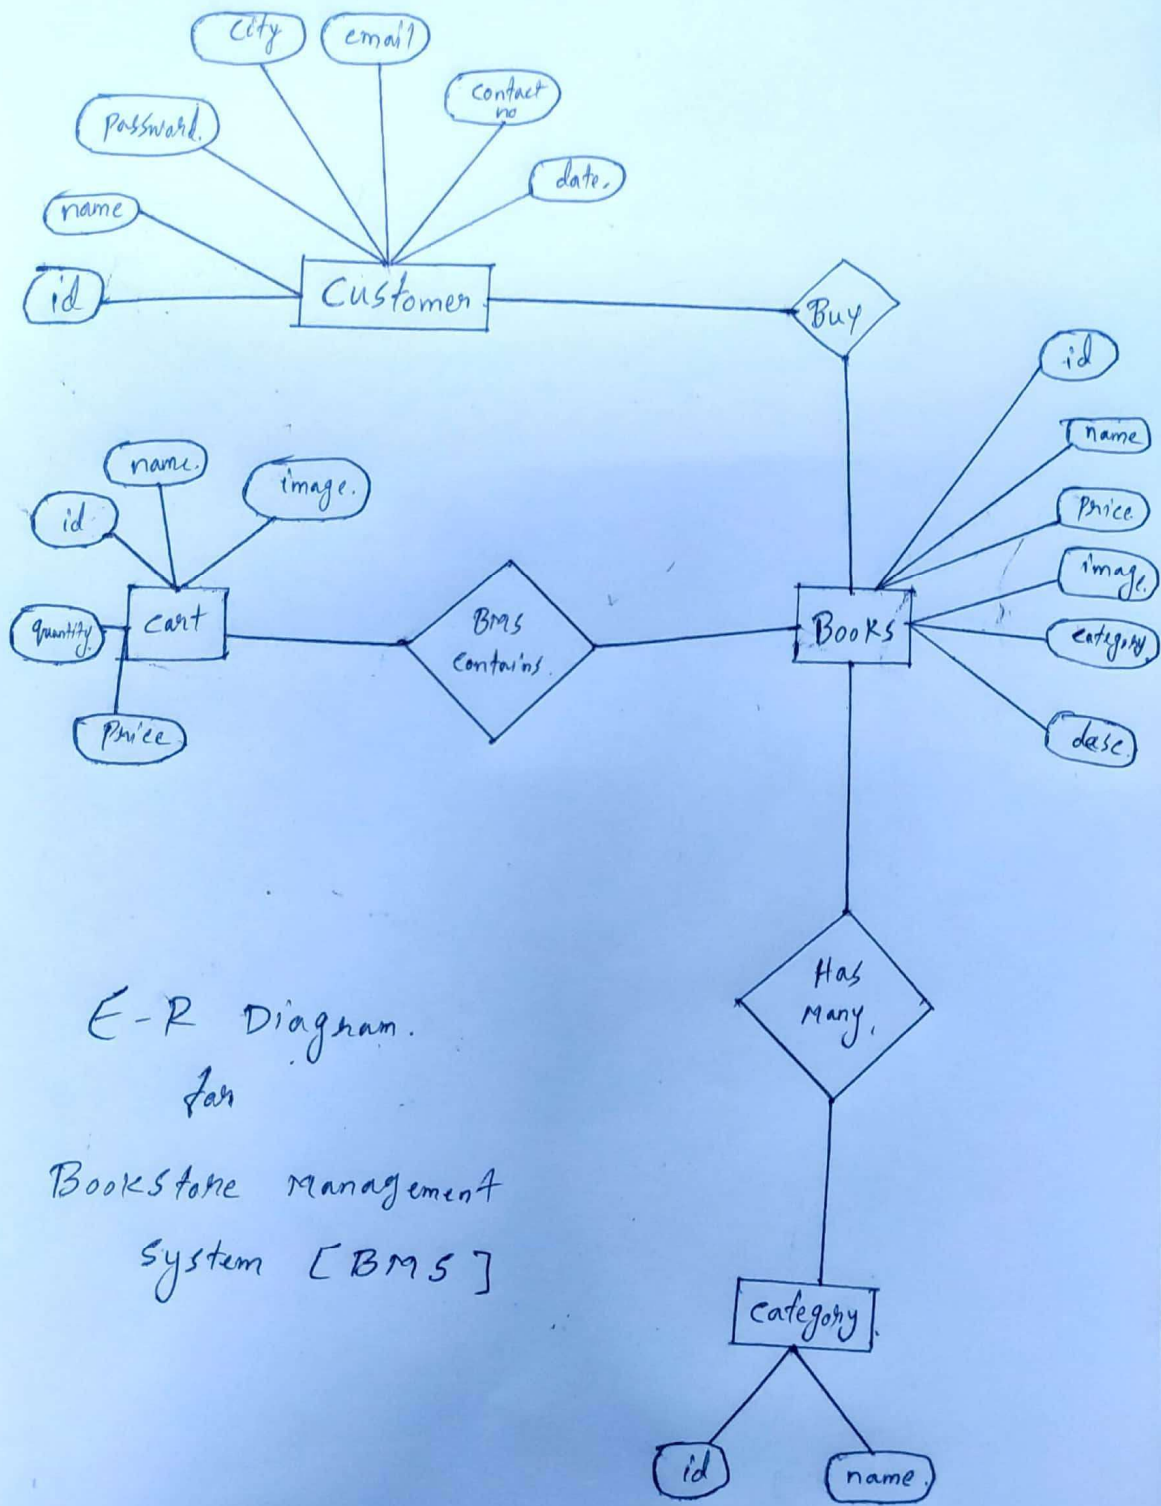 city
email
contact
no
password.
date.
name
id
Customer
Buy
id
name
name.
image.
id
price
image.
quantity
cart
Bms
contains.
Books
category
price
desc.
Has
Many.
E-R Diagram.
for
Bookstore Management
system [BMS]
category
id
name.